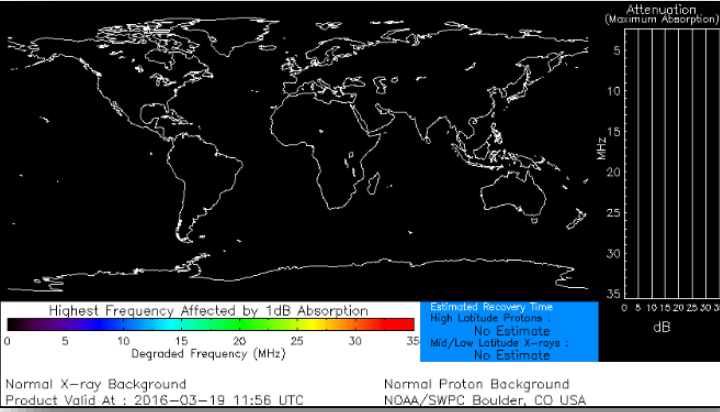 Attenuation
(Maximum Absorption)
5
10
15
20
25
30
35
MHz
0 5 10 15 20 25 30
dB
Highest Frequency Affected by 1dB Absorption
0 5 10 15 20 25 30 35
Degraded Frequency (MHz)
Estimated Recovery Time
High Latitude Protons :
No Estimate
Mid/Low Latitude X-rays :
No Estimate
Normal X-ray Background
Normal Proton Background
Product Valid At : 2016-03-19 11:56 UTC
NOAA/SWPC Boulder, CO USA